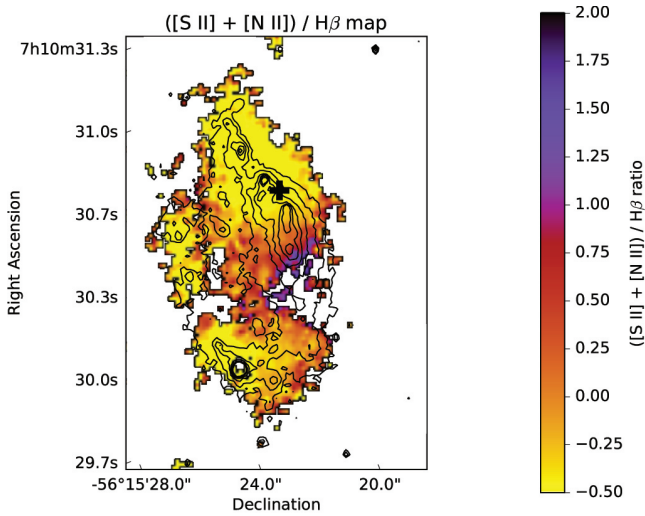 ([S II] + [N II]) / Hβ map
7h10m31.3s
31.0s
30.7s
30.3s
30.0s
29.7s
Right Ascension
-56°15'28.0"
24.0"
20.0"
Declination
2.00
1.75
1.50
1.25
1.00
0.75
0.50
0.25
0.00
−0.25
−0.50
([S II] + [N II]) / Hβ ratio